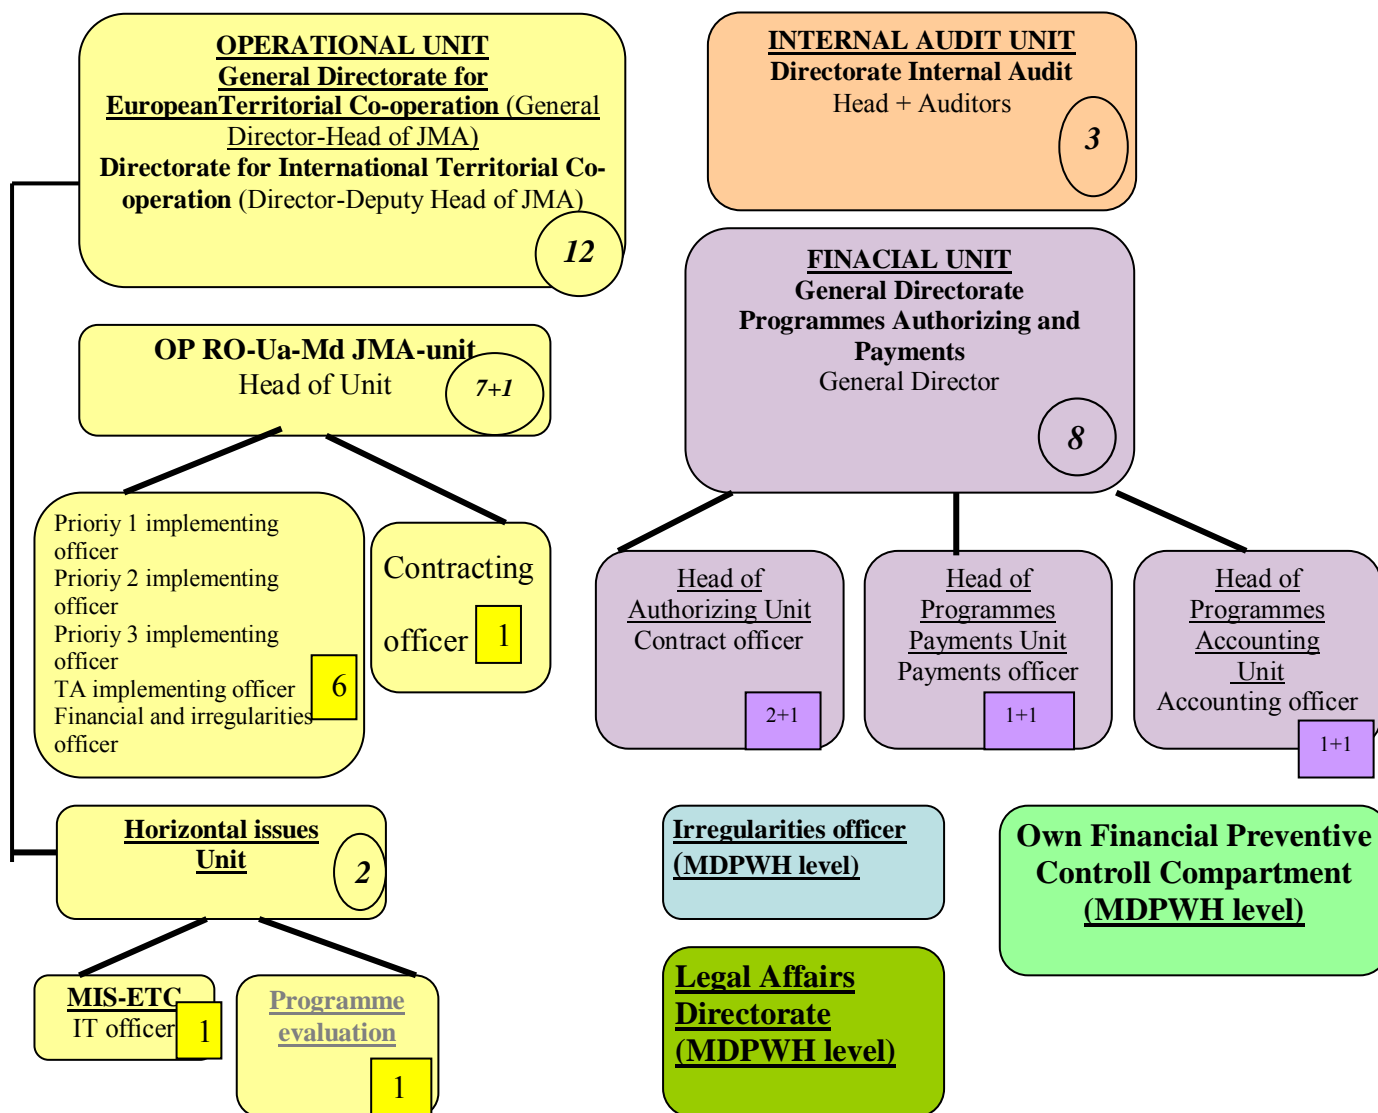 OPERATIONAL UNIT
General Directorate for
EuropeanTerritorial Co-operation (General
Director-Head of JMA)
Directorate for International Territorial Co-
operation (Director-Deputy Head of JMA)
12
INTERNAL AUDIT UNIT
Directorate Internal Audit
Head + Auditors
3
FINACIAL UNIT
General Directorate
Programmes Authorizing and
Payments
General Director
8
OP RO-Ua-Md JMA-unit
Head of Unit
7+1
Prioriy 1 implementing
officer
Prioriy 2 implementing
officer
Prioriy 3 implementing
officer
TA implementing officer
Financial and irregularities
officer
6
Contracting
officer
1
Head of
Authorizing Unit
Contract officer
2+1
Head of
Programmes
Payments Unit
Payments officer
1+1
Head of
Programmes
Accounting
Unit
Accounting officer
1+1
Horizontal issues
Unit
2
Irregularities officer
(MDPWH level)
Own Financial Preventive
Controll Compartment
(MDPWH level)
MIS-ETC
IT officer
1
Programme
evaluation
1
Legal Affairs
Directorate
(MDPWH level)